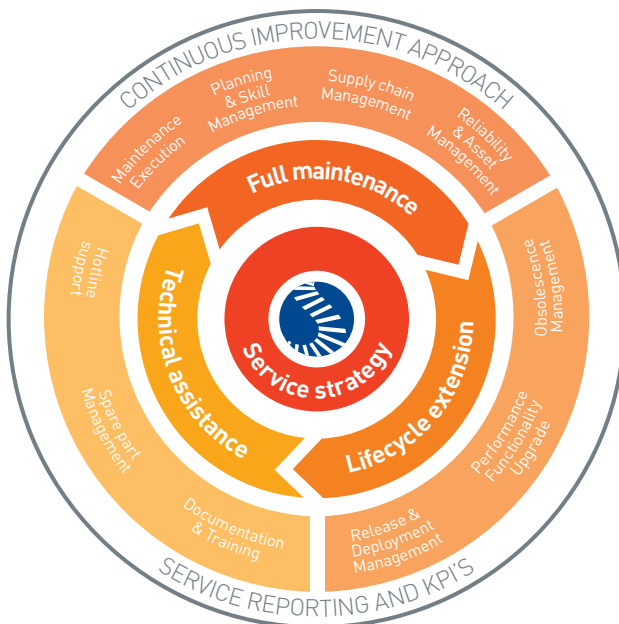 CONTINUOUS IMPROVEMENT APPROACH
Maintenance
Execution
Planning
& Skill
Management
Supply chain
Management
Reliability
& Asset
Management
Full maintenance
Hotline
support
Obsolescence
Management
Technical assistance
Service strategy
Lifecycle extension
Spare part
Management
Performance
Functionality
Upgrade
Documentation
& Training
Release &
Deployment
Management
SERVICE REPORTING AND KPI'S